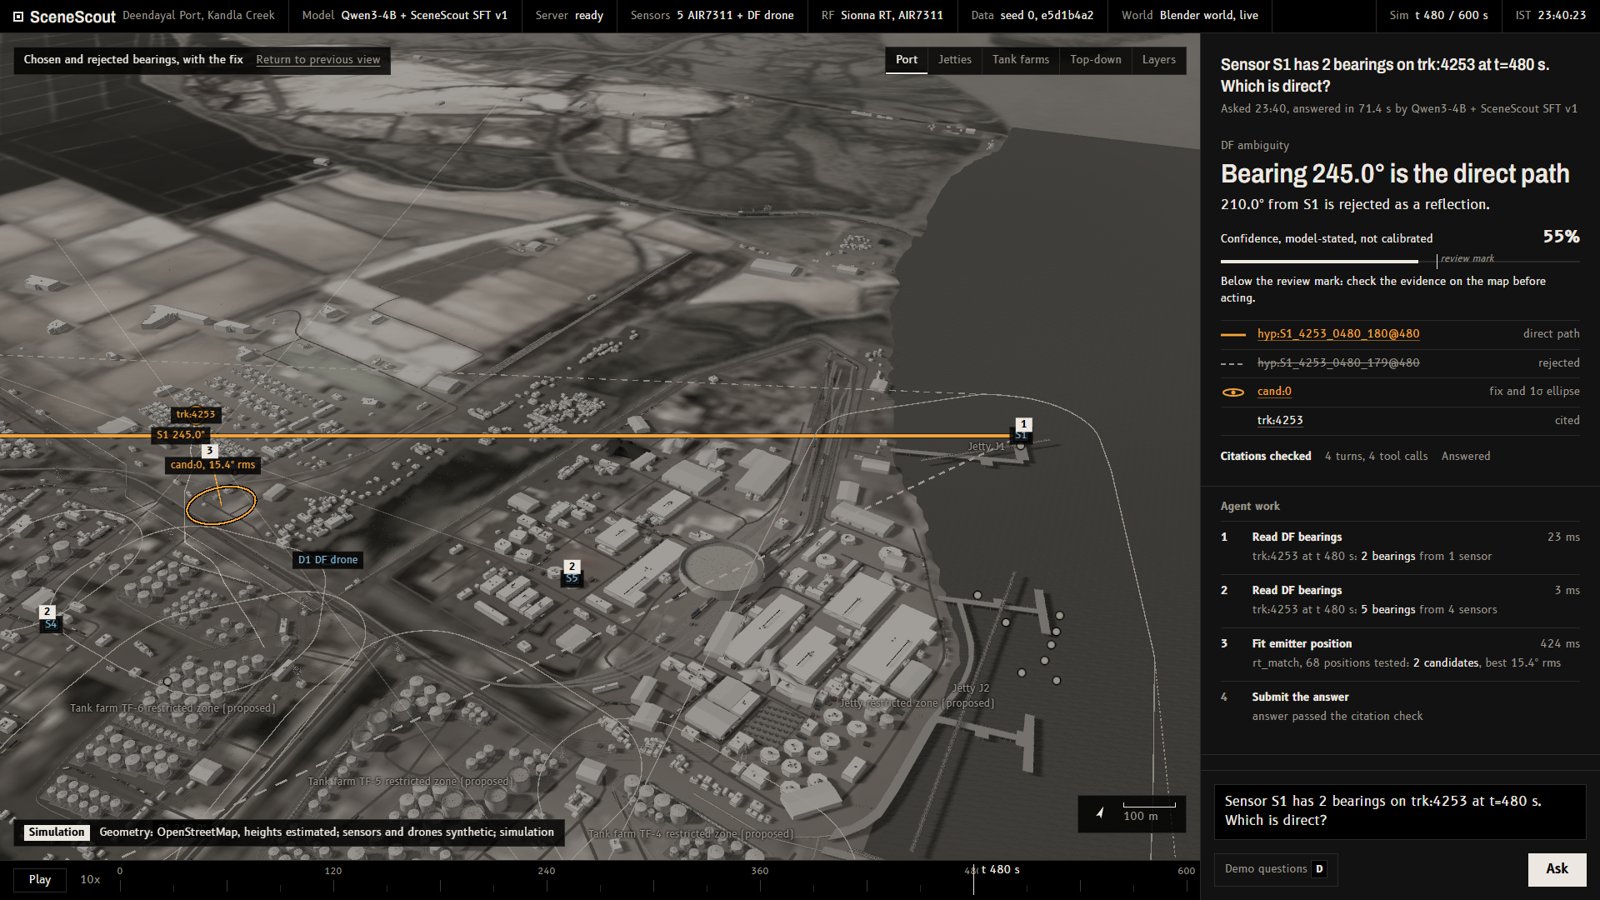 SceneScout Deendayal Port, Kandla Creek Model Qwen3-4B + SceneScout SFT v1 Server ready Sensors 5 AIR7311 + DF drone RF Sionna RT, AIR7311 Data seed 0, e5d1b4a2 World Blender world, live Sim t 480 / 600 s IST 23:40:23
Chosen and rejected bearings, with the fix Return to previous view
Port Jetties Tank farms Top-down Layers
trk:4253
S1 245.0°
3
cand:0, 15.4° rms
1
S1
Jetty J1
D1 DF drone
2
S5
2
S4
Jetty J2
Jetty restricted zone [proposed]
Tank farm TF-6 restricted zone [proposed]
Tank farm TF-5 restricted zone [proposed]
Tank farm TF-4 restricted zone [proposed]
100 m
Simulation Geometry: OpenStreetMap, heights estimated; sensors and drones synthetic; simulation
Play 10x 0 120 240 360 t 480 s 600
Sensor S1 has 2 bearings on trk:4253 at t=480 s.
Which is direct?
Asked 23:40, answered in 71.4 s by Qwen3-4B + SceneScout SFT v1
DF ambiguity
Bearing 245.0° is the direct path
210.0° from S1 is rejected as a reflection.
Confidence, model-stated, not calibrated 55%
review mark
Below the review mark: check the evidence on the map before
acting.
hyp:S1_4253_0480_180@480 direct path
hyp:S1_4253_0480_179@480 rejected
cand:0 fix and 1σ ellipse
trk:4253 cited
Citations checked 4 turns, 4 tool calls Answered
Agent work
1 Read DF bearings 23 ms
trk:4253 at t 480 s: 2 bearings from 1 sensor
2 Read DF bearings 3 ms
trk:4253 at t 480 s: 5 bearings from 4 sensors
3 Fit emitter position 424 ms
rt_match, 68 positions tested: 2 candidates, best 15.4° rms
4 Submit the answer
answer passed the citation check
Sensor S1 has 2 bearings on trk:4253 at t=480 s.
Which is direct?
Demo questions D Ask